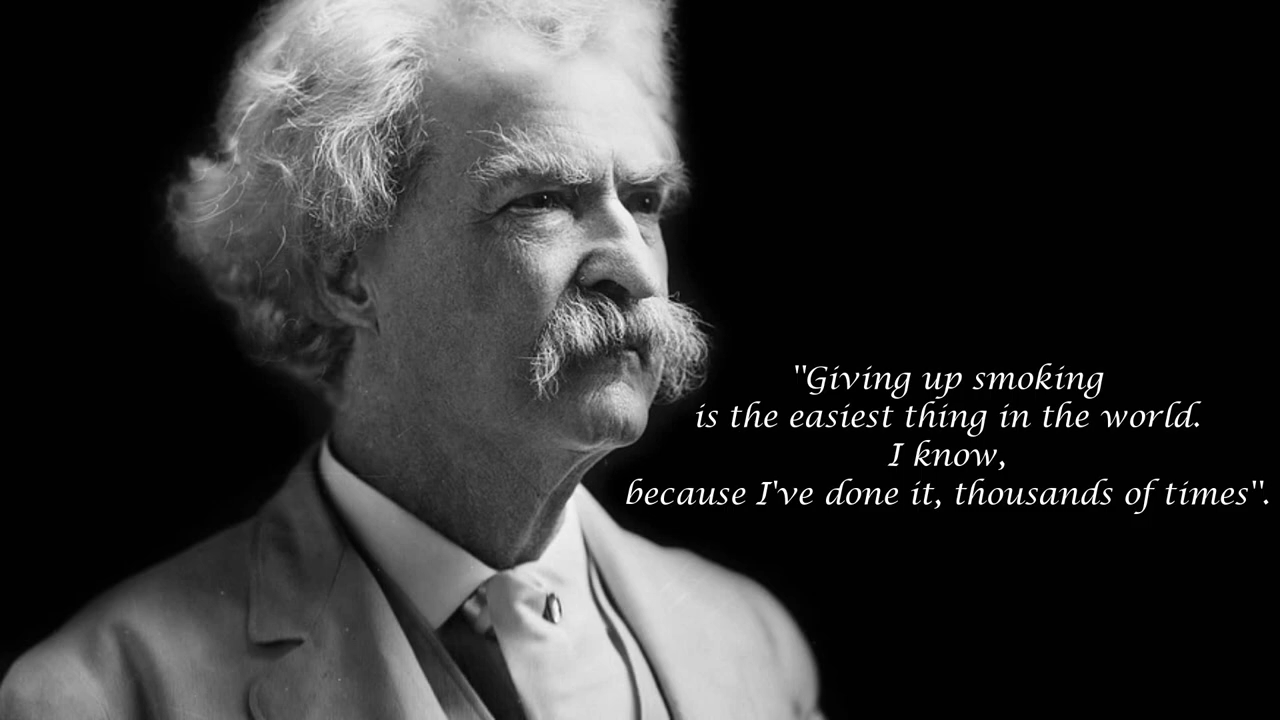 "Giving up smoking
is the easiest thing in the world.
I know,
because I've done it, thousands of times".